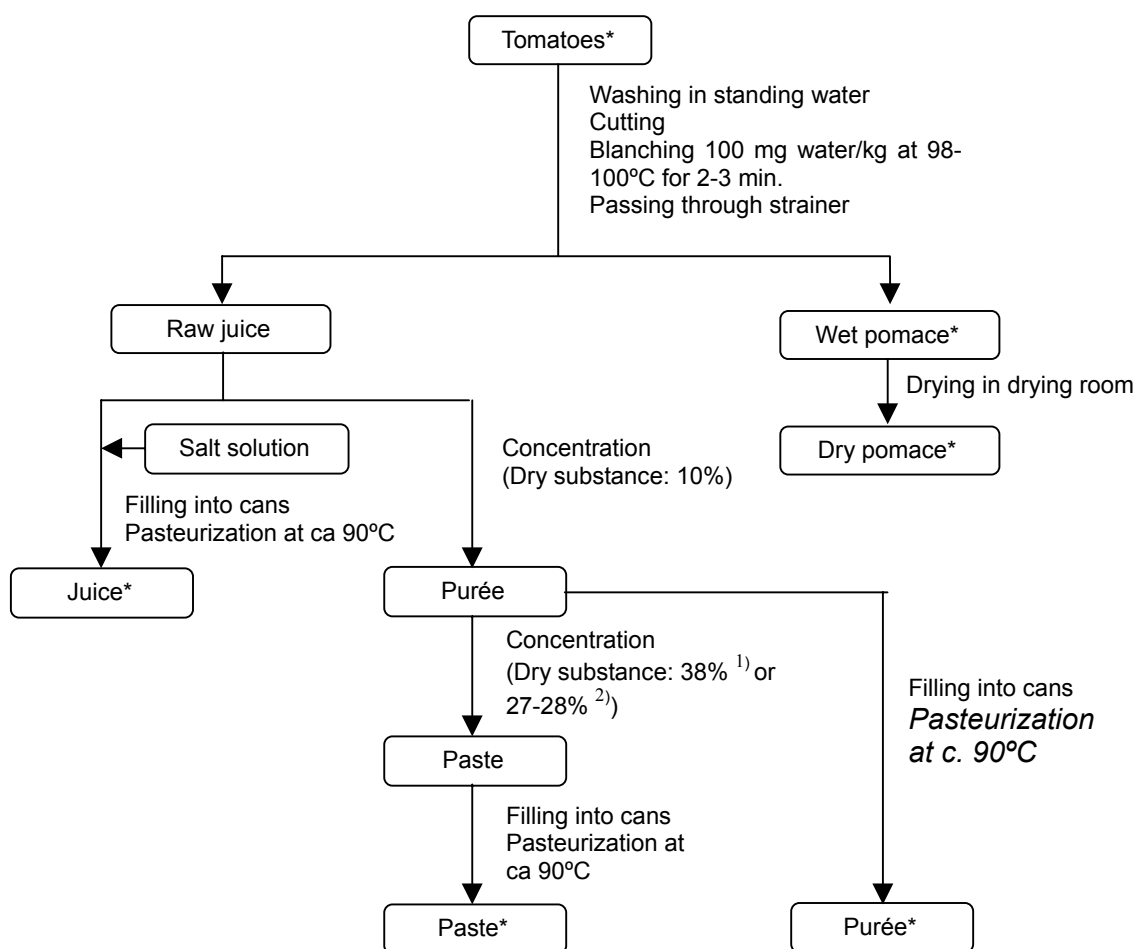 Tomatoes*
Washing in standing water
Cutting
Blanching 100 mg water/kg at 98-
100ºC for 2-3 min.
Passing through strainer
Raw juice
Wet pomace*
Drying in drying room
Dry pomace*
Salt solution
Concentration
(Dry substance: 10%)
Filling into cans
Pasteurization at ca 90ºC
Juice*
Purée
Concentration
(Dry substance: 38% 1) or
27-28% 2))
Filling into cans
Pasteurization
at c. 90ºC
Paste
Filling into cans
Pasteurization at
ca 90ºC
Paste*
Purée*